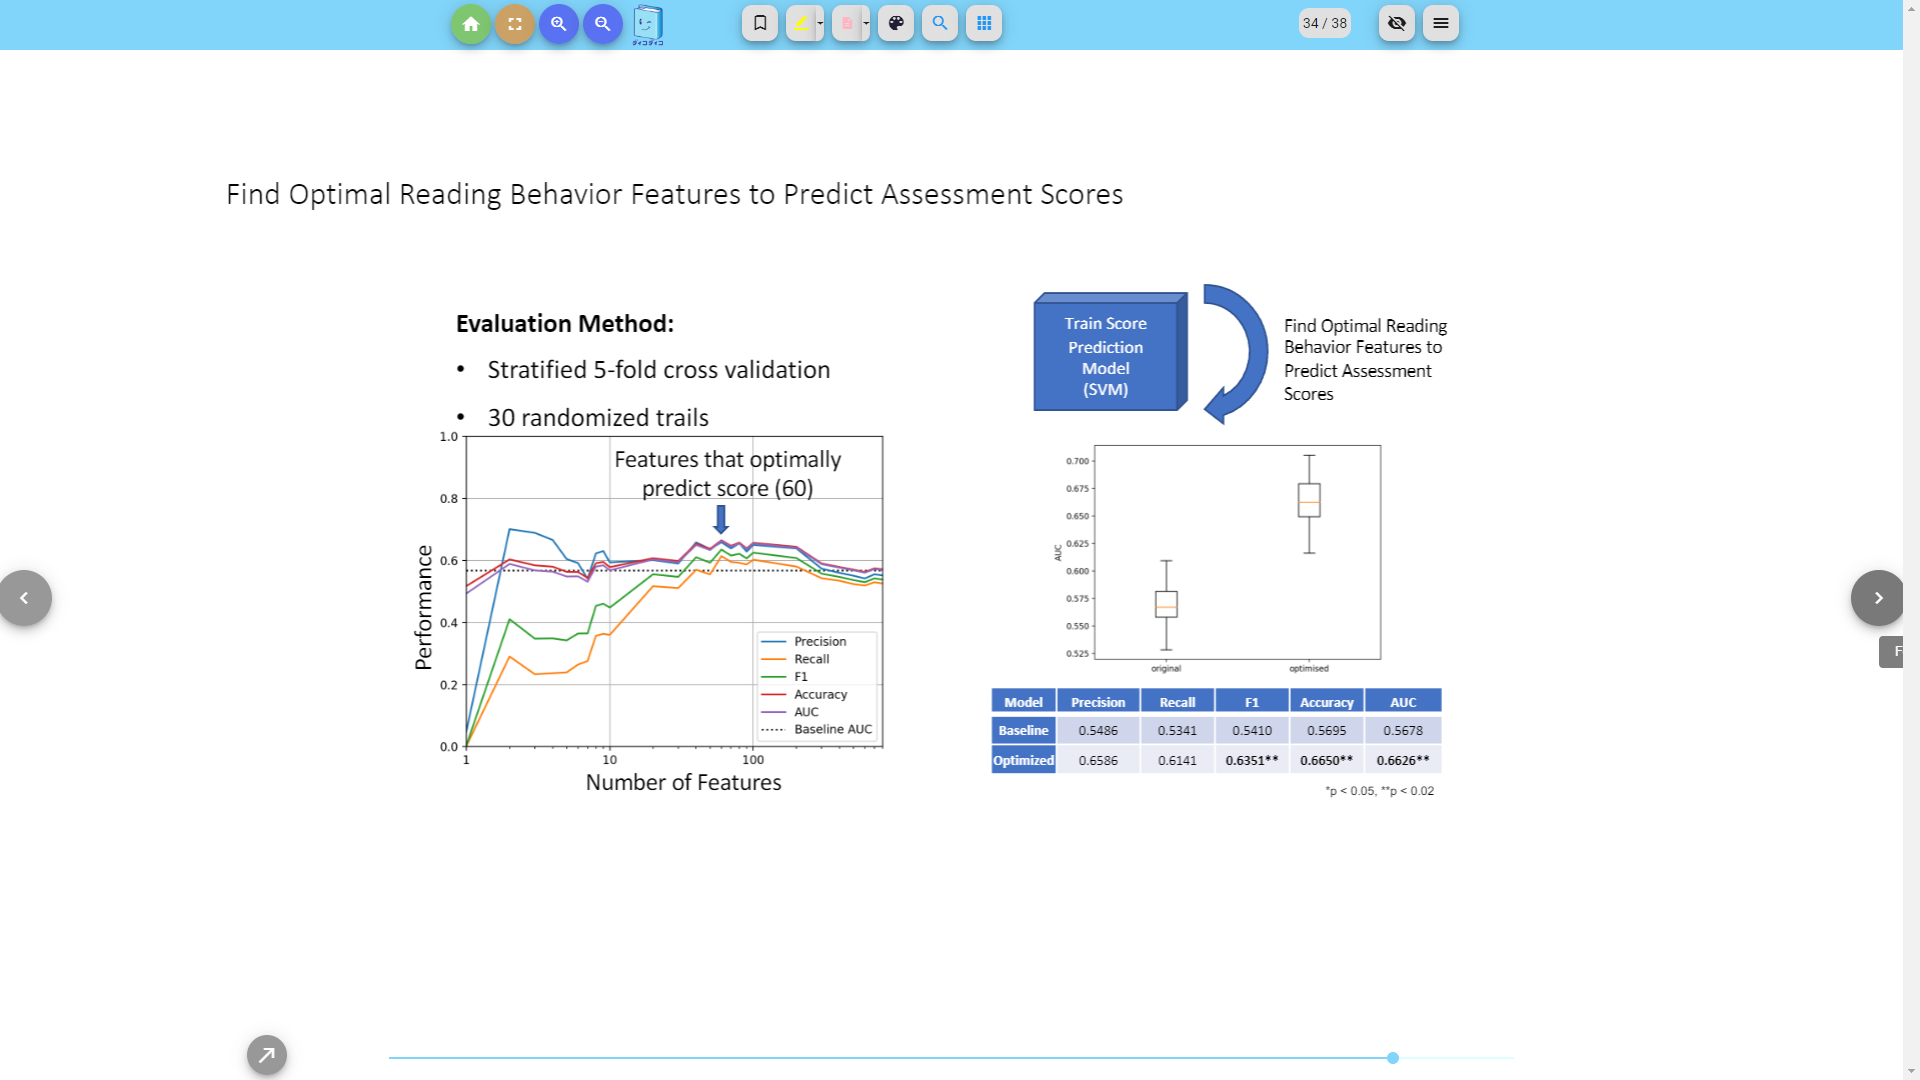 ダイコダイコ
34 / 38
Find Optimal Reading Behavior Features to Predict Assessment Scores
Evaluation Method:
• Stratified 5-fold cross validation
• 30 randomized trails
Features that optimally
predict score (60)
1.0
0.8
0.6
0.4
0.2
0.0
Performance
1
10
100
Number of Features
Precision
Recall
F1
Accuracy
AUC
Baseline AUC
Train Score
Prediction
Model
(SVM)
Find Optimal Reading
Behavior Features to
Predict Assessment
Scores
0.700
0.675
0.650
0.625
0.600
0.575
0.550
0.525
AUC
original
optimised
Model Precision Recall F1 Accuracy AUC
Baseline 0.5486 0.5341 0.5410 0.5695 0.5678
Optimized 0.6586 0.6141 0.6351** 0.6650** 0.6626**
*p < 0.05, **p < 0.02
F